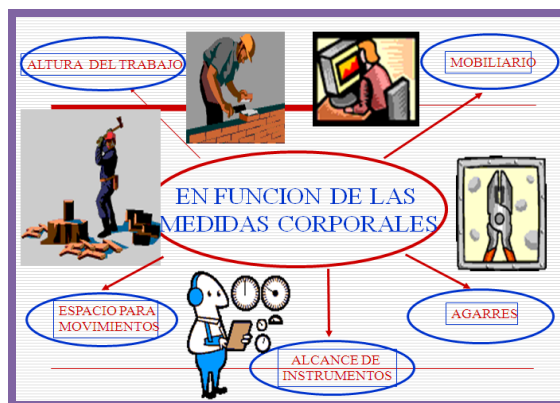 ALTURA DEL TRABAJO
MOBILIARIO
EN FUNCION DE LAS
MEDIDAS CORPORALES
ESPACIO PARA
MOVIMIENTOS
AGARRES
ALCANCE DE
INSTRUMENTOS